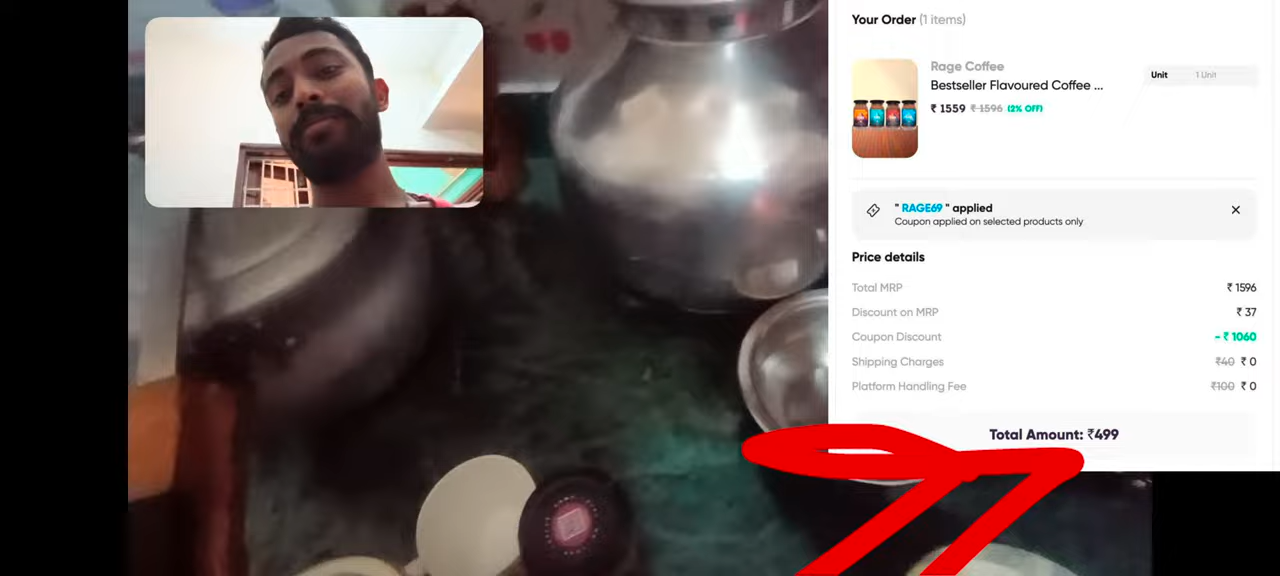 Your Order (1 items)
Rage Coffee
Bestseller Flavoured Coffee ...
₹ 1559 ₹ 1596 (2% OFF)
Unit 1 Unit
" RAGE69 " applied
Coupon applied on selected products only
Price details
Total MRP ₹ 1596
Discount on MRP ₹ 37
Coupon Discount - ₹ 1060
Shipping Charges ₹40 ₹ 0
Platform Handling Fee ₹100 ₹ 0
Total Amount: ₹499